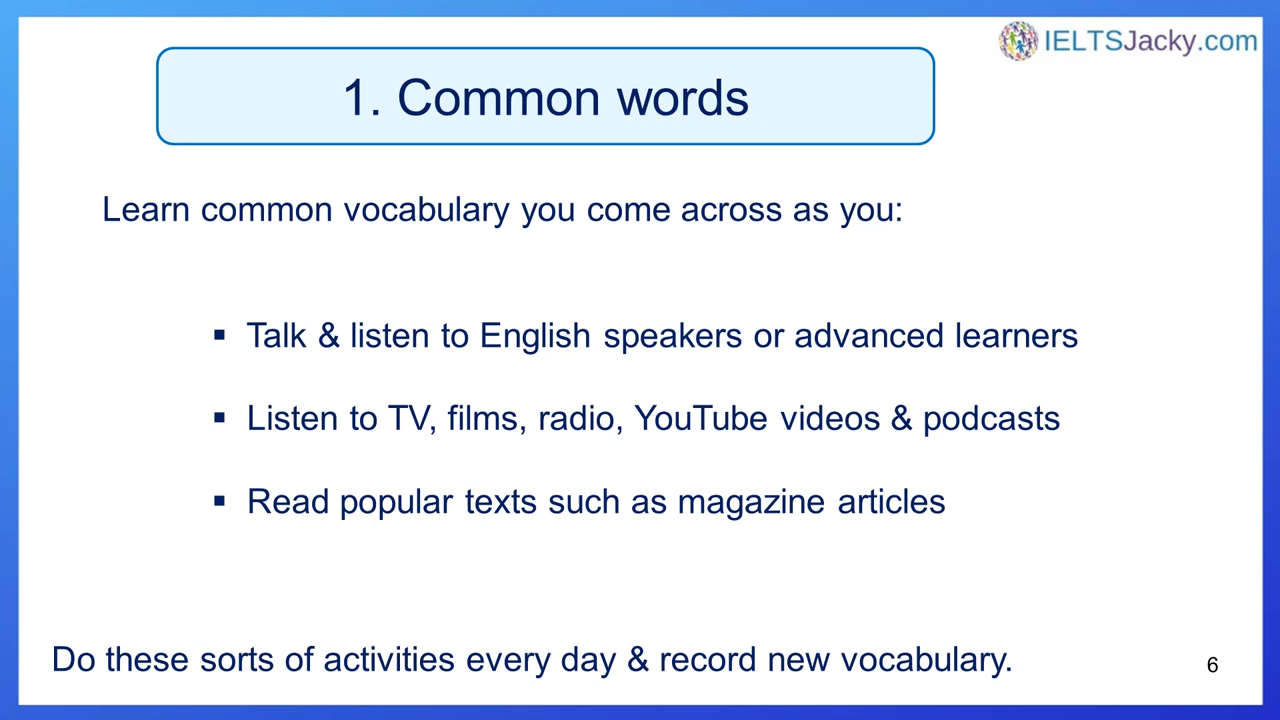 IELTSJacky.com
1. Common words
Learn common vocabulary you come across as you:
▪ Talk & listen to English speakers or advanced learners
▪ Listen to TV, films, radio, YouTube videos & podcasts
▪ Read popular texts such as magazine articles
Do these sorts of activities every day & record new vocabulary.
6